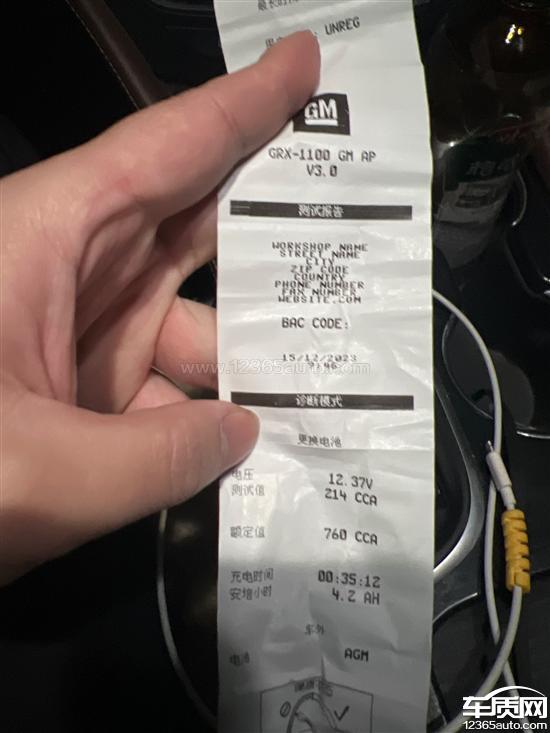 UNREG
GM
GRX-1100 GM AP
V3.0
测试报告
WORKSHOP NAME
STREET NAME
CITY
ZIP CODE
COUNTRY
PHONE NUMBER
FAX NUMBER
WEBSITE.COM
BAC CODE:
15/12/2023
www.12365auto.com
诊断模式
更换电池
电压 12.37V
测试值 214 CCA
额定值 760 CCA
充电时间 00:35:12
安培小时 4.2 AH
车外
电池 AGM
车质网
12365auto.com